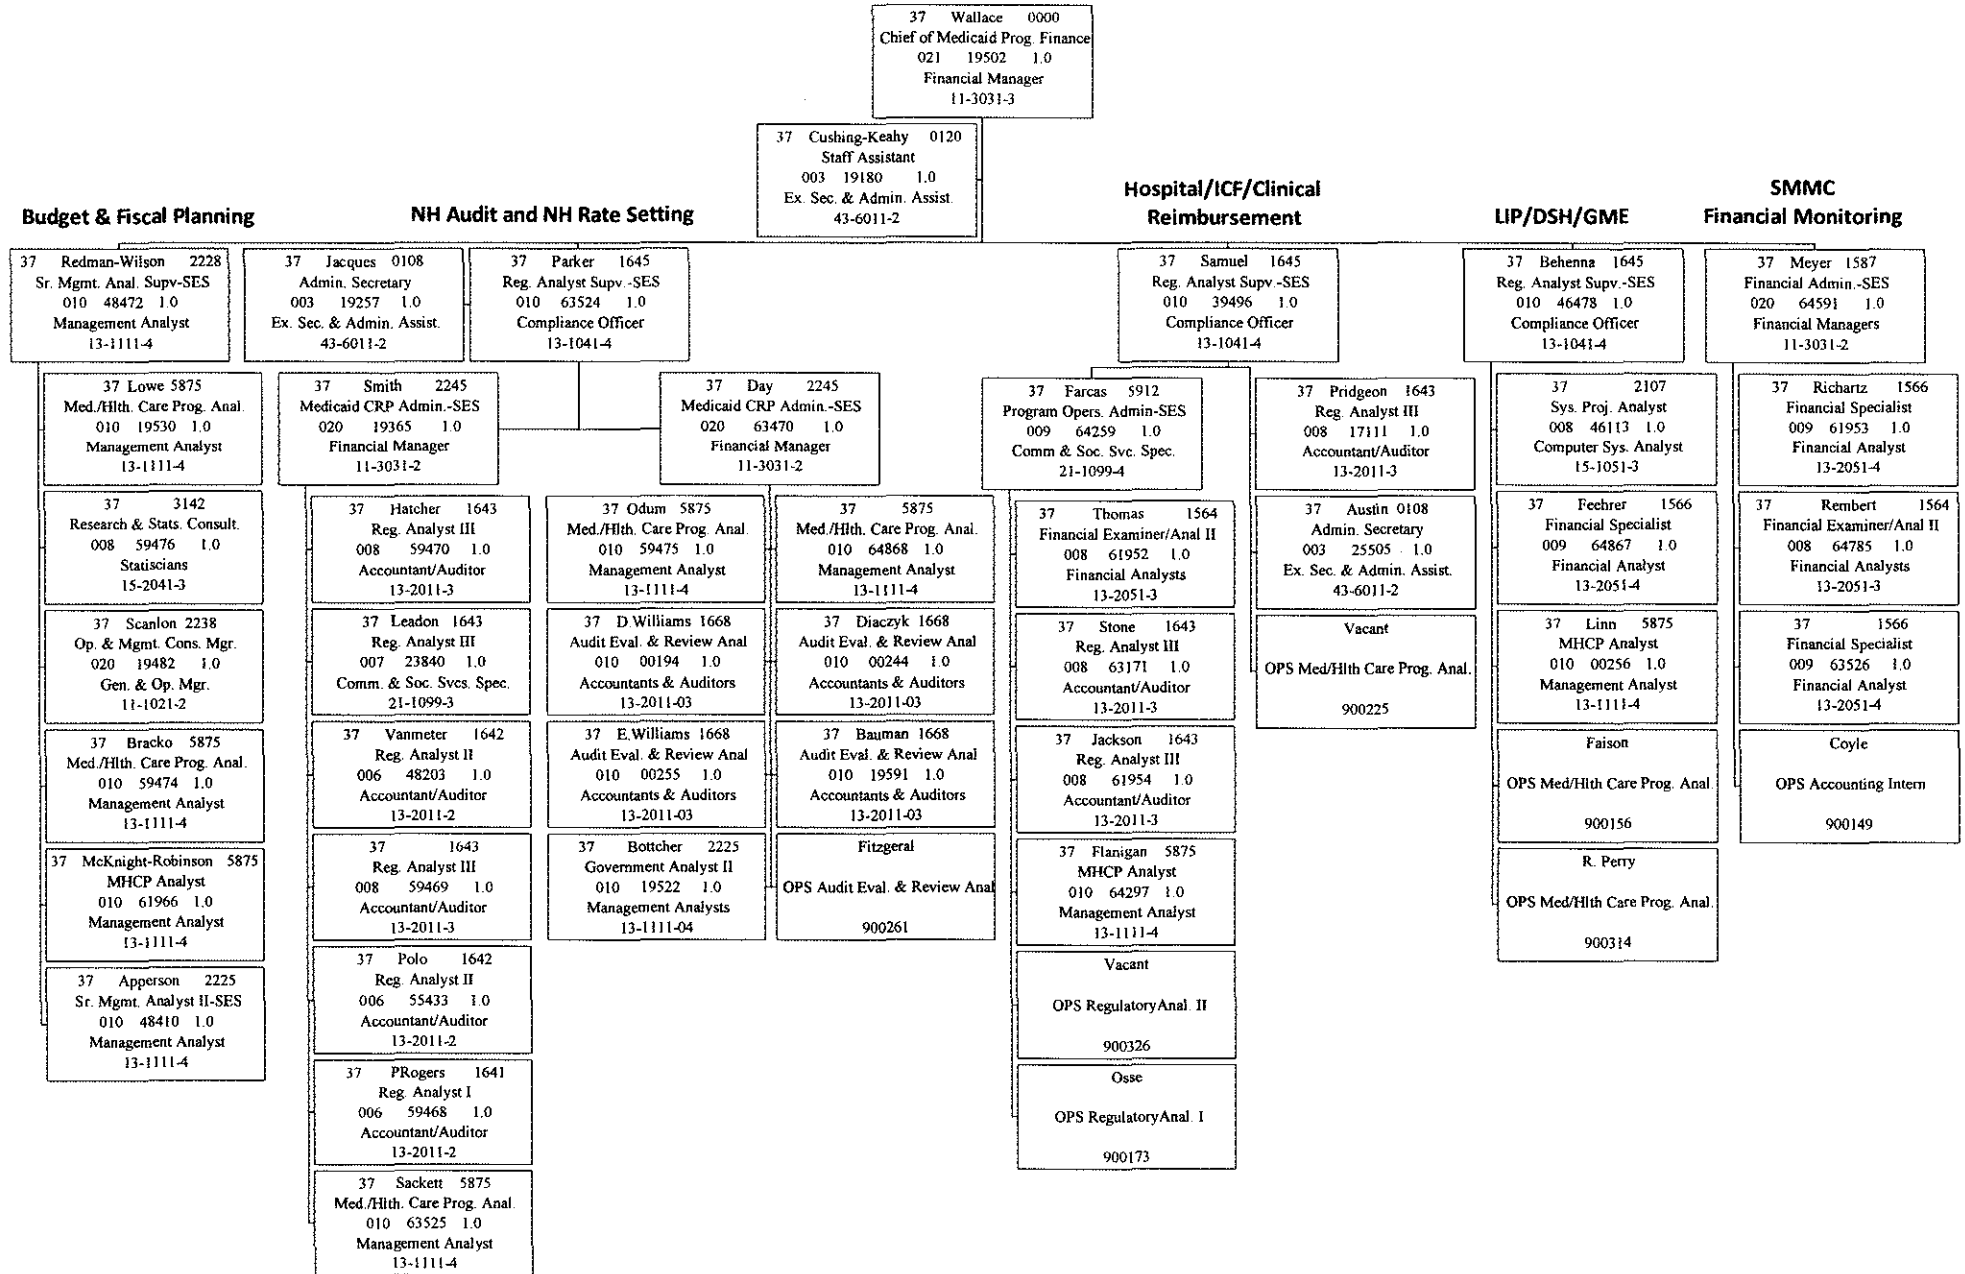 37 Wallace 0000
Chief of Medicaid Prog. Finance
021 19502 1.0
Financial Manager
11-3031-3
37 Cushing-Keahy 0120
Staff Assistant
003 19180 1.0
Ex. Sec. & Admin. Assist.
43-6011-2
Budget & Fiscal Planning
NH Audit and NH Rate Setting
Hospital/ICF/Clinical
Reimbursement
LIP/DSH/GME
SMMC
Financial Monitoring
37 Redman-Wilson 2228
Sr. Mgmt. Anal. Supv-SES
010 48472 1.0
Management Analyst
13-1111-4
37 Jacques 0108
Admin. Secretary
003 19257 1.0
Ex. Sec. & Admin. Assist.
43-6011-2
37 Parker 1645
Reg. Analyst Supv.-SES
010 63524 1.0
Compliance Officer
13-1041-4
37 Samuel 1645
Reg. Analyst Supv.-SES
010 39496 1.0
Compliance Officer
13-1041-4
37 Behenna 1645
Reg. Analyst Supv.-SES
010 46478 1.0
Compliance Officer
13-1041-4
37 Meyer 1587
Financial Admin.-SES
020 64591 1.0
Financial Managers
11-3031-2
37 Lowe 5875
Med./Hlth. Care Prog. Anal.
010 19530 1.0
Management Analyst
13-1111-4
37 3142
Research & Stats. Consult.
008 59476 1.0
Statiscians
15-2041-3
37 Scanlon 2238
Op. & Mgmt. Cons. Mgr.
020 19482 1.0
Gen. & Op. Mgr.
11-1021-2
37 Bracko 5875
Med./Hlth. Care Prog. Anal.
010 59474 1.0
Management Analyst
13-1111-4
37 McKnight-Robinson 5875
MHCP Analyst
010 61966 1.0
Management Analyst
13-1111-4
37 Apperson 2225
Sr. Mgmt. Analyst II-SES
010 48410 1.0
Management Analyst
13-1111-4
37 Smith 2245
Medicaid CRP Admin.-SES
020 19365 1.0
Financial Manager
11-3031-2
37 Day 2245
Medicaid CRP Admin.-SES
020 63470 1.0
Financial Manager
11-3031-2
37 Hatcher 1643
Reg. Analyst III
008 59470 1.0
Accountant/Auditor
13-2011-3
37 Leadon 1643
Reg. Analyst III
007 23840 1.0
Comm. & Soc. Svcs. Spec.
21-1099-3
37 Vanmeter 1642
Reg. Analyst II
006 48203 1.0
Accountant/Auditor
13-2011-2
37 1643
Reg. Analyst III
008 59469 1.0
Accountant/Auditor
13-2011-3
37 Polo 1642
Reg. Analyst II
006 55433 1.0
Accountant/Auditor
13-2011-2
37 PRogers 1641
Reg. Analyst I
006 59468 1.0
Accountant/Auditor
13-2011-2
37 Sackett 5875
Med./Hlth. Care Prog. Anal.
010 63525 1.0
Management Analyst
13-1111-4
37 Odum 5875
Med./Hlth. Care Prog. Anal.
010 59475 1.0
Management Analyst
13-1111-4
37 D.Williams 1668
Audit Eval. & Review Anal
010 00194 1.0
Accountants & Auditors
13-2011-03
37 E.Williams 1668
Audit Eval. & Review Anal
010 00255 1.0
Accountants & Auditors
13-2011-03
37 Bottcher 2225
Government Analyst II
010 19522 1.0
Management Analysts
13-1111-04
37 5875
Med./Hlth. Care Prog. Anal.
010 64868 1.0
Management Analyst
13-1111-4
37 Diaczyk 1668
Audit Eval. & Review Anal
010 00244 1.0
Accountants & Auditors
13-2011-03
37 Bauman 1668
Audit Eval. & Review Anal
010 19591 1.0
Accountants & Auditors
13-2011-03
Fitzgeral
OPS Audit Eval. & Review Anal
900261
37 Farcas 5912
Program Opers. Admin-SES
009 64259 1.0
Comm & Soc. Svc. Spec.
21-1099-4
37 Thomas 1564
Financial Examiner/Anal II
008 61952 1.0
Financial Analysts
13-2051-3
37 Stone 1643
Reg. Analyst III
008 63171 1.0
Accountant/Auditor
13-2011-3
37 Jackson 1643
Reg. Analyst III
008 61954 1.0
Accountant/Auditor
13-2011-3
37 Flanigan 5875
MHCP Analyst
010 64297 1.0
Management Analyst
13-1111-4
Vacant
OPS RegulatoryAnal. II
900326
Osse
OPS RegulatoryAnal. I
900173
37 Pridgeon 1643
Reg. Analyst III
008 17111 1.0
Accountant/Auditor
13-2011-3
37 Austin 0108
Admin. Secretary
003 25505 1.0
Ex. Sec. & Admin. Assist.
43-6011-2
Vacant
OPS Med/Hlth Care Prog. Anal.
900225
37 2107
Sys. Proj. Analyst
008 46113 1.0
Computer Sys. Analyst
15-1051-3
37 Feehrer 1566
Financial Specialist
009 64867 1.0
Financial Analyst
13-2051-4
37 Linn 5875
MHCP Analyst
010 00256 1.0
Management Analyst
13-1111-4
Faison
OPS Med/Hlth Care Prog. Anal.
900156
R. Perry
OPS Med/Hlth Care Prog. Anal.
900314
37 Richartz 1566
Financial Specialist
009 61953 1.0
Financial Analyst
13-2051-4
37 Rembert 1564
Financial Examiner/Anal II
008 64785 1.0
Financial Analysts
13-2051-3
37 1566
Financial Specialist
009 63526 1.0
Financial Analyst
13-2051-4
Coyle
OPS Accounting Intern
900149